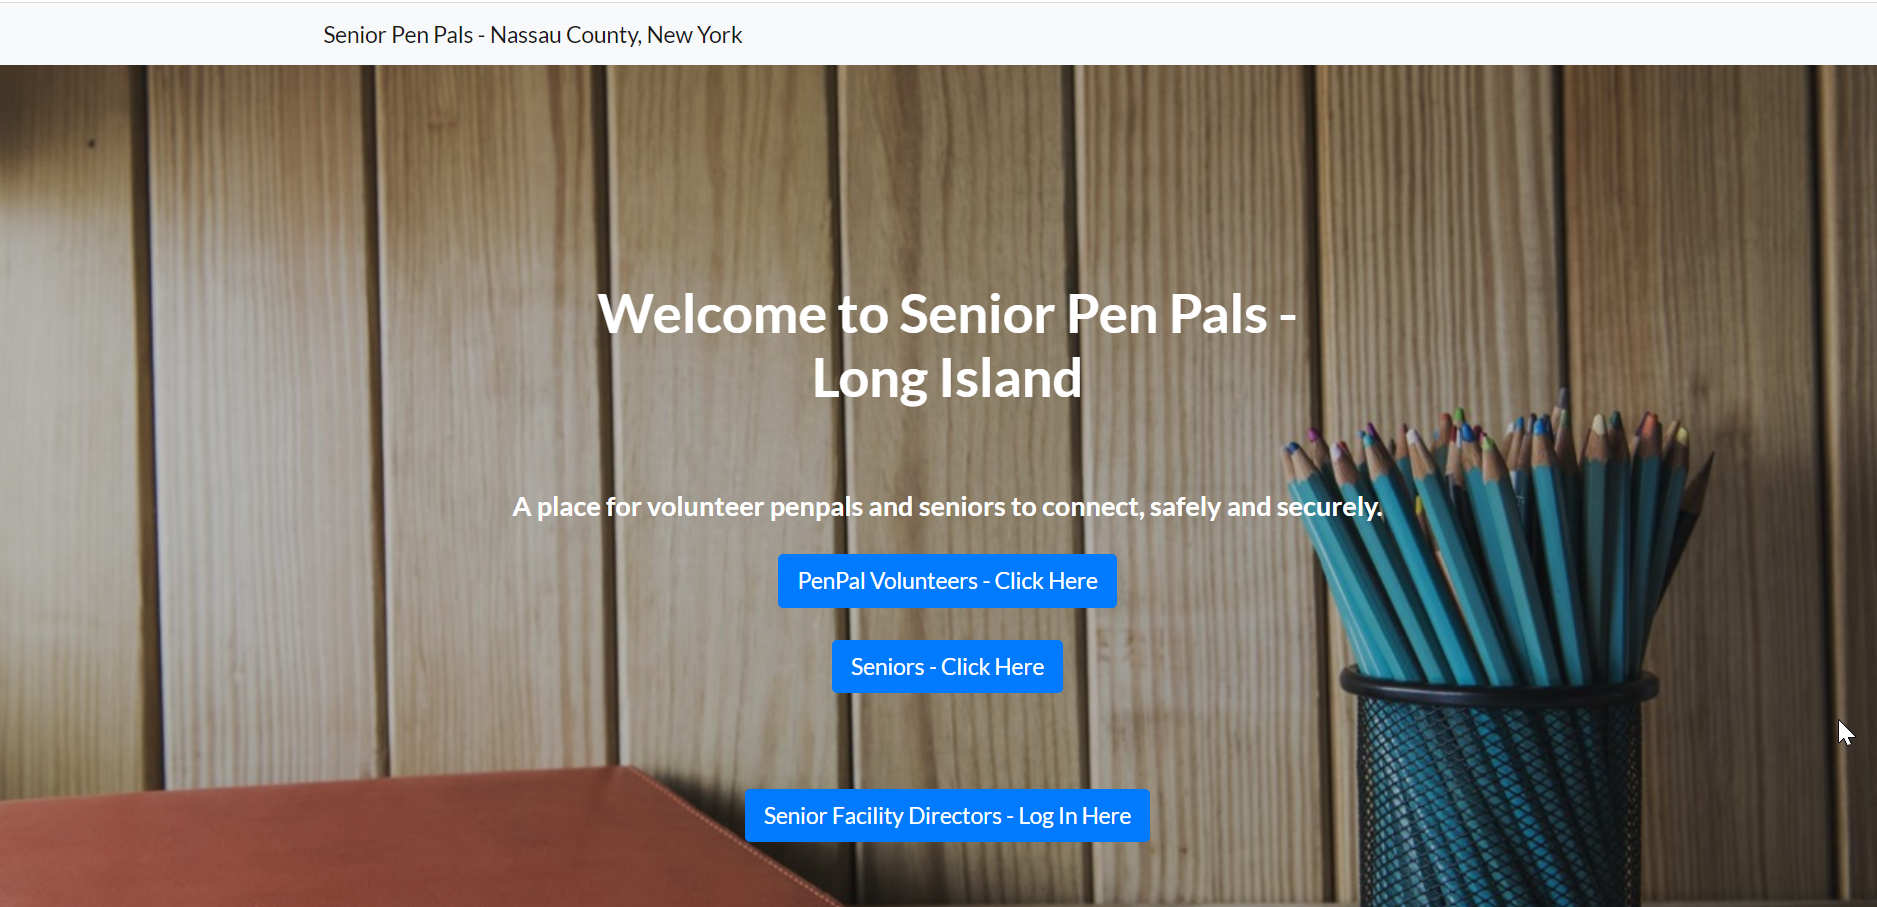 Senior Pen Pals - Nassau County, New York
Welcome to Senior Pen Pals -
Long Island
A place for volunteer penpals and seniors to connect, safely and securely.
PenPal Volunteers - Click Here
Seniors - Click Here
Senior Facility Directors - Log In Here